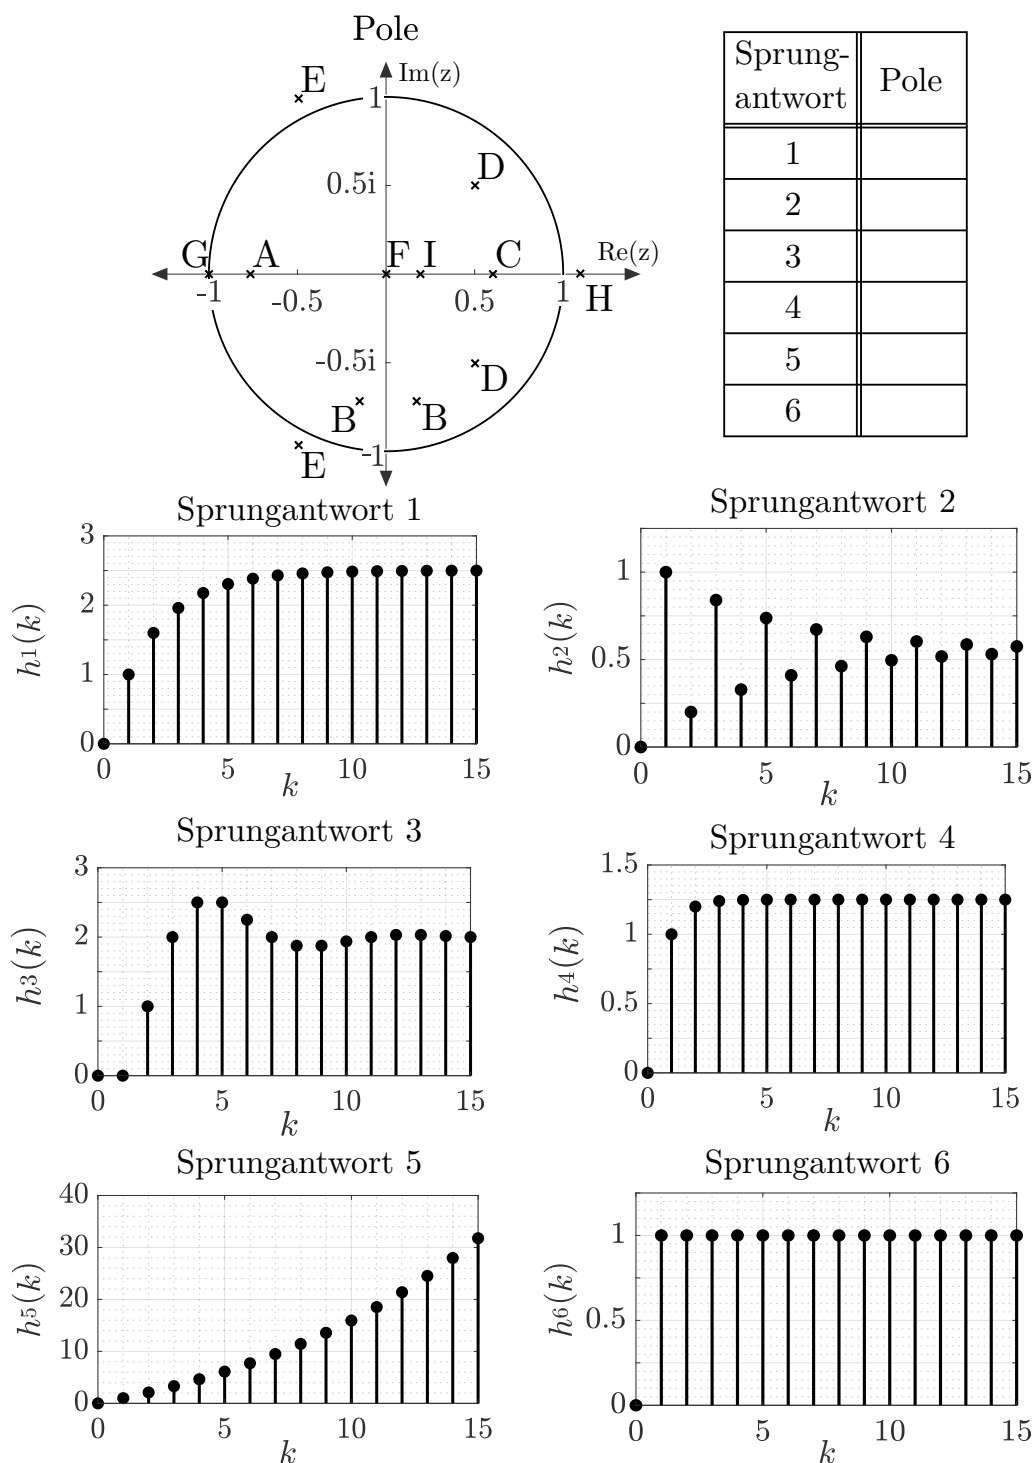 Pole
Im(z)
E
1
D
0.5i
G
A
F
I
C
Re(z)
-1
-0.5
0.5
1
H
-0.5i
D
B
B
-1
E
Sprung-
antwort
Pole
1
2
3
4
5
6
Sprungantwort 1
3
2
1
0
0
5
10
15
h1(k)
k
Sprungantwort 2
1
0.5
0
0
5
10
15
h2(k)
k
Sprungantwort 3
3
2
1
0
0
5
10
15
h3(k)
k
Sprungantwort 4
1.5
1
0.5
0
0
5
10
15
h4(k)
k
Sprungantwort 5
40
30
20
10
0
0
5
10
15
h5(k)
k
Sprungantwort 6
1
0.5
0
0
5
10
15
h6(k)
k